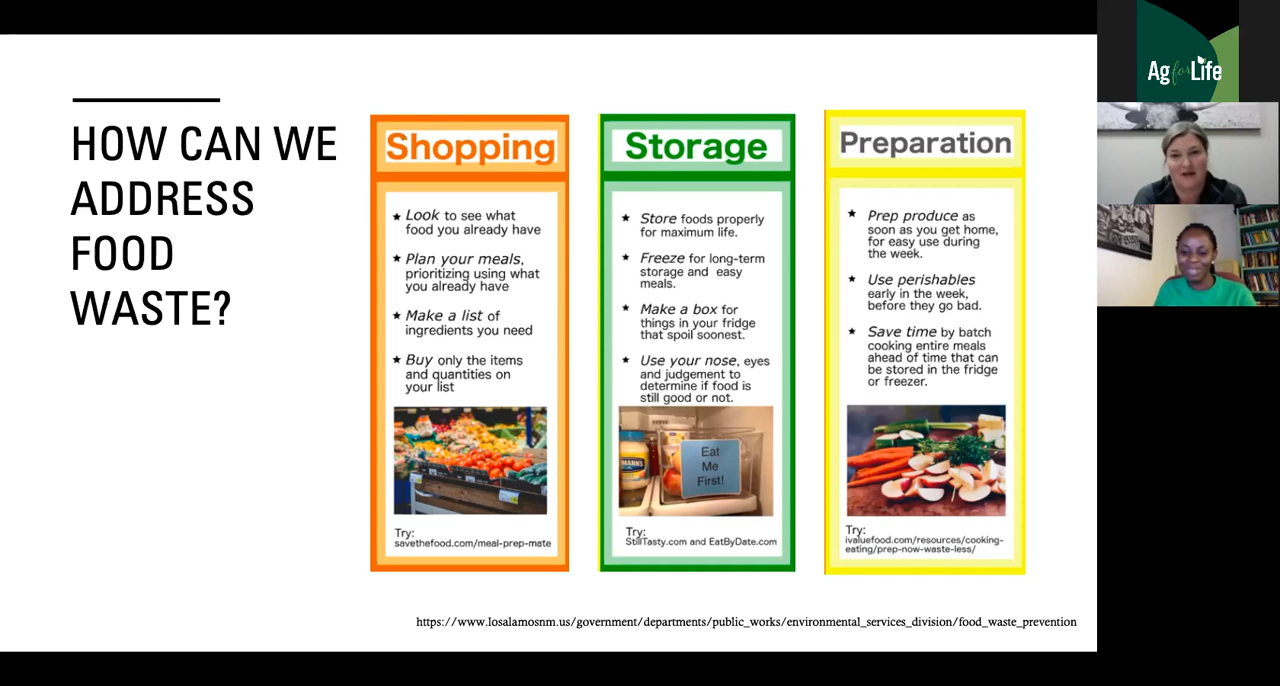 HOW CAN WE
ADDRESS
FOOD
WASTE?
Shopping
★ Look to see what
food you already have
★ Plan your meals,
prioritizing using what
you already have
★ Make a list of
ingredients you need
★ Buy only the items
and quantities on
your list
Try:
savethefood.com/meal-prep-mate
Storage
★ Store foods properly
for maximum life.
★ Freeze for long-term
storage and easy
meals.
★ Make a box for
things in your fridge
that spoil soonest.
★ Use your nose, eyes
and judgement to
determine if food is
still good or not.
Eat
Me
First!
Try:
StillTasty.com and EatByDate.com
Preparation
★ Prep produce as
soon as you get home,
for easy use during
the week.
★ Use perishables
early in the week,
before they go bad.
★ Save time by batch
cooking entire meals
ahead of time that can
be stored in the fridge
or freezer.
Try:
ivaluefood.com/resources/cooking-
eating/prep-now-waste-less/
https://www.losalamosnm.us/government/departments/public_works/environmental_services_division/food_waste_prevention
Ag for Life